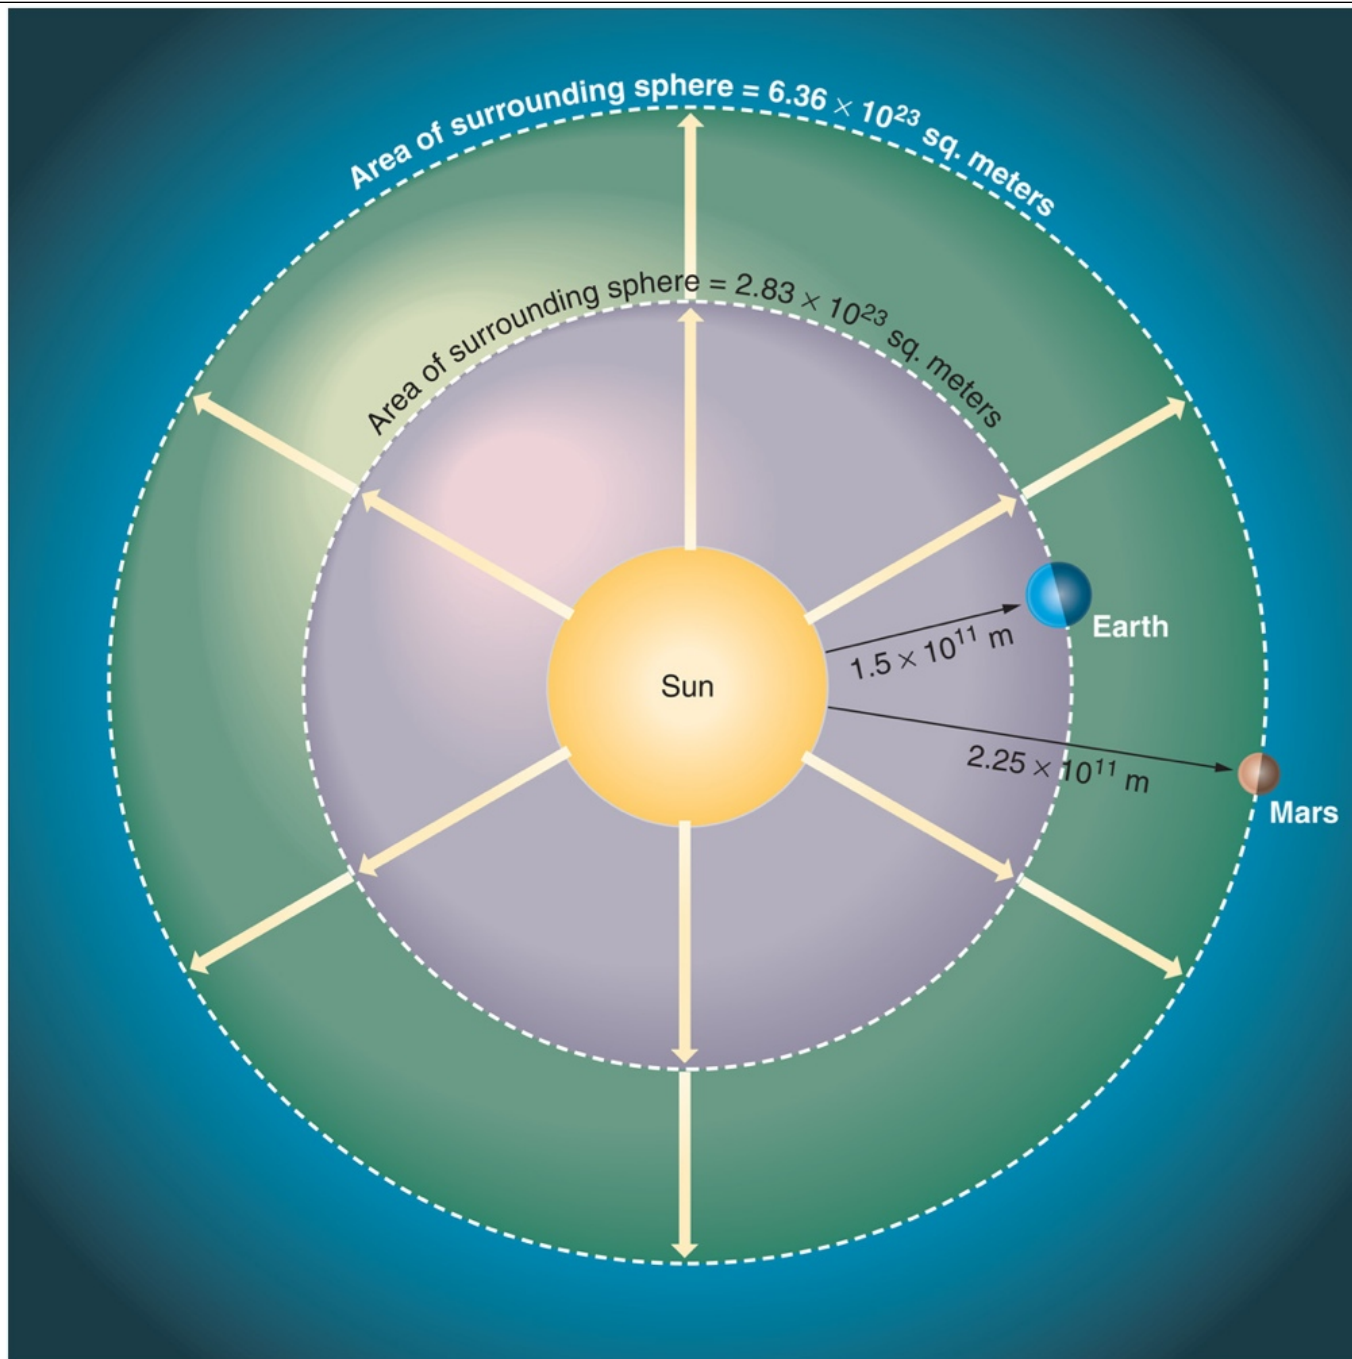 Area of surrounding sphere = 6.36 × 10²³ sq. meters
Area of surrounding sphere = 2.83 × 10²³ sq. meters
Earth
1.5 × 10¹¹ m
Sun
2.25 × 10¹¹ m
Mars